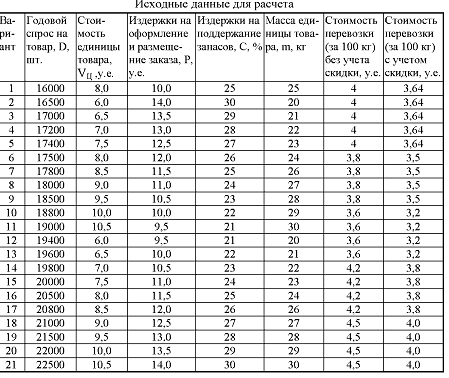 Исходные данные для расчета
Ва-
ри-
ант
Годовой
спрос на
товар, D,
шт.
Стои-
мость
единицы
товара,
VЦ ,у.е.
Издержки на
оформление
и размеще-
ние заказа, Р,
у.е.
Издержки на
поддержание
запасов, С, %
Масса еди-
ницы това-
ра, m, кг
Стоимость
перевозки
(за 100 кг)
без учета
скидки, у.е.
Стоимость
перевозки
(за 100 кг)
с учетом
скидки, у.е.
1 16000 8,0 10,0 25 25 4 3,64
2 16500 6,0 14,0 30 20 4 3,64
3 17000 6,5 13,5 29 21 4 3,64
4 17200 7,0 13,0 28 22 4 3,64
5 17400 7,5 12,5 27 23 4 3,64
6 17500 8,0 12,0 26 24 3,8 3,5
7 17800 8,5 11,5 25 26 3,8 3,5
8 18000 9,0 11,0 24 27 3,8 3,5
9 18500 9,5 10,5 23 28 3,8 3,5
10 18800 10,0 10,0 22 29 3,6 3,2
11 19000 10,5 9,5 21 30 3,6 3,2
12 19400 6,0 9,5 21 20 3,6 3,2
13 19600 6,5 10,0 22 21 3,6 3,2
14 19800 7,0 10,5 23 22 4,2 3,8
15 20000 7,5 11,0 24 23 4,2 3,8
16 20500 8,0 11,5 25 24 4,2 3,8
17 20800 8,5 12,0 26 26 4,2 3,8
18 21000 9,0 12,5 27 27 4,5 4,0
19 21500 9,5 13,0 28 28 4,5 4,0
20 22000 10,0 13,5 29 29 4,5 4,0
21 22500 10,5 14,0 30 30 4,5 4,0